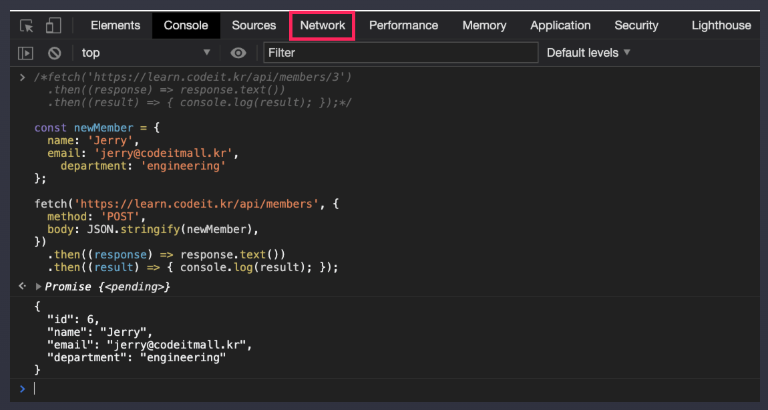 Elements Console Sources Network Performance Memory Application Security Lighthouse
top Filter Default levels
/*fetch('https://learn.codeit.kr/api/members/3')
.then((response) => response.text())
.then((result) => { console.log(result); });*/
const newMember = {
name: 'Jerry',
email: 'jerry@codeitmall.kr',
department: 'engineering'
};
fetch('https://learn.codeit.kr/api/members', {
method: 'POST',
body: JSON.stringify(newMember),
})
.then((response) => response.text())
.then((result) => { console.log(result); });
Promise {<pending>}
{
"id": 6,
"name": "Jerry",
"email": "jerry@codeitmall.kr",
"department": "engineering"
}